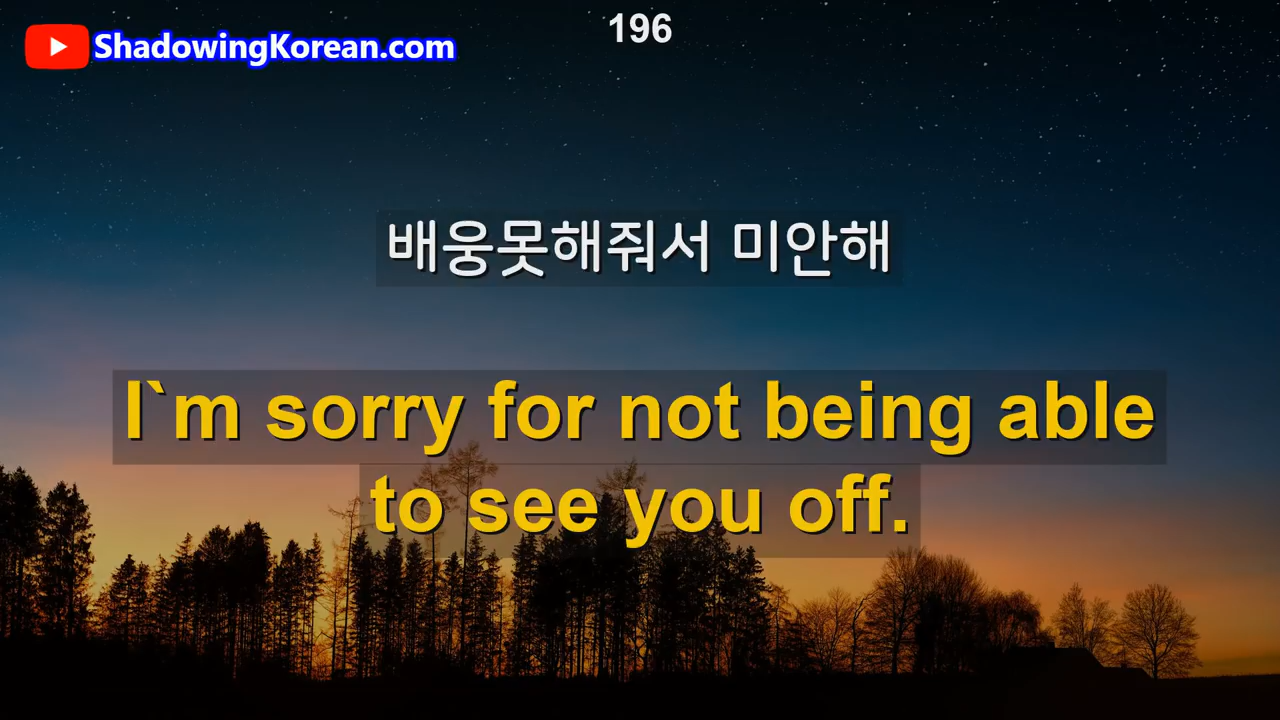 196
ShadowingKorean.com
배웅못해줘서 미안해
I`m sorry for not being able
to see you off.